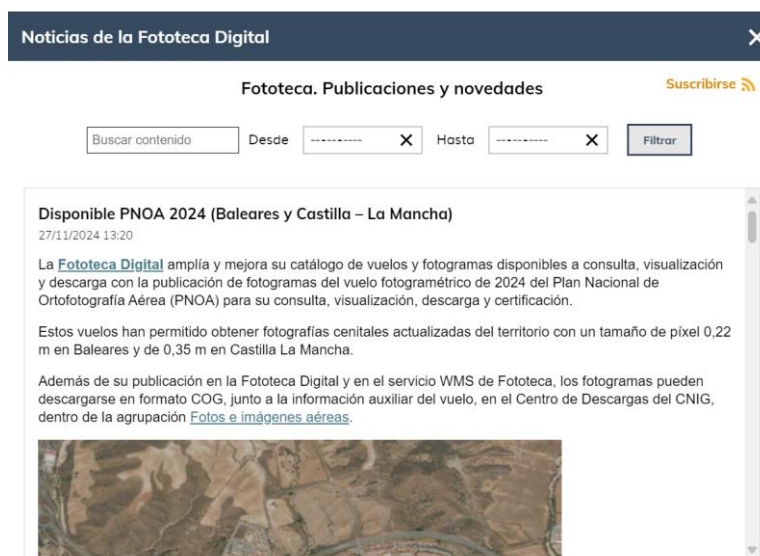 Noticias de la Fototeca Digital
Fototeca. Publicaciones y novedades
Suscribirse
Buscar contenido
Desde
----------
Hasta
----------
Filtrar
Disponible PNOA 2024 (Baleares y Castilla – La Mancha)
27/11/2024 13:20
La Fototeca Digital amplía y mejora su catálogo de vuelos y fotogramas disponibles a consulta, visualización
y descarga con la publicación de fotogramas del vuelo fotogramétrico de 2024 del Plan Nacional de
Ortofotografía Aérea (PNOA) para su consulta, visualización, descarga y certificación.
Estos vuelos han permitido obtener fotografías cenitales actualizadas del territorio con un tamaño de píxel 0,22
m en Baleares y de 0,35 m en Castilla La Mancha.
Además de su publicación en la Fototeca Digital y en el servicio WMS de Fototeca, los fotogramas pueden
descargarse en formato COG, junto a la información auxiliar del vuelo, en el Centro de Descargas del CNIG,
dentro de la agrupación Fotos e imágenes aéreas.